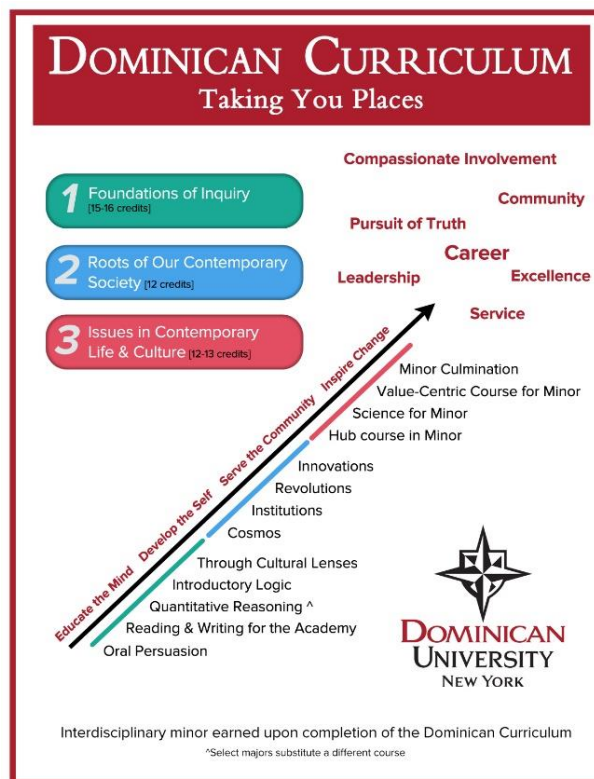 DOMINICAN CURRICULUM
Taking You Places
1 Foundations of Inquiry
[15-16 credits]
2 Roots of Our Contemporary
Society [12 credits]
3 Issues in Contemporary
Life & Culture [12-13 credits]
Compassionate Involvement
Community
Pursuit of Truth
Career
Leadership
Excellence
Service
Educate the Mind Develop the Self Serve the Community Inspire Change
Minor Culmination
Value-Centric Course for Minor
Science for Minor
Hub course in Minor
Innovations
Revolutions
Institutions
Cosmos
Through Cultural Lenses
Introductory Logic
Quantitative Reasoning ^
Reading & Writing for the Academy
Oral Persuasion
DOMINICAN
UNIVERSITY
NEW YORK
Interdisciplinary minor earned upon completion of the Dominican Curriculum
^Select majors substitute a different course